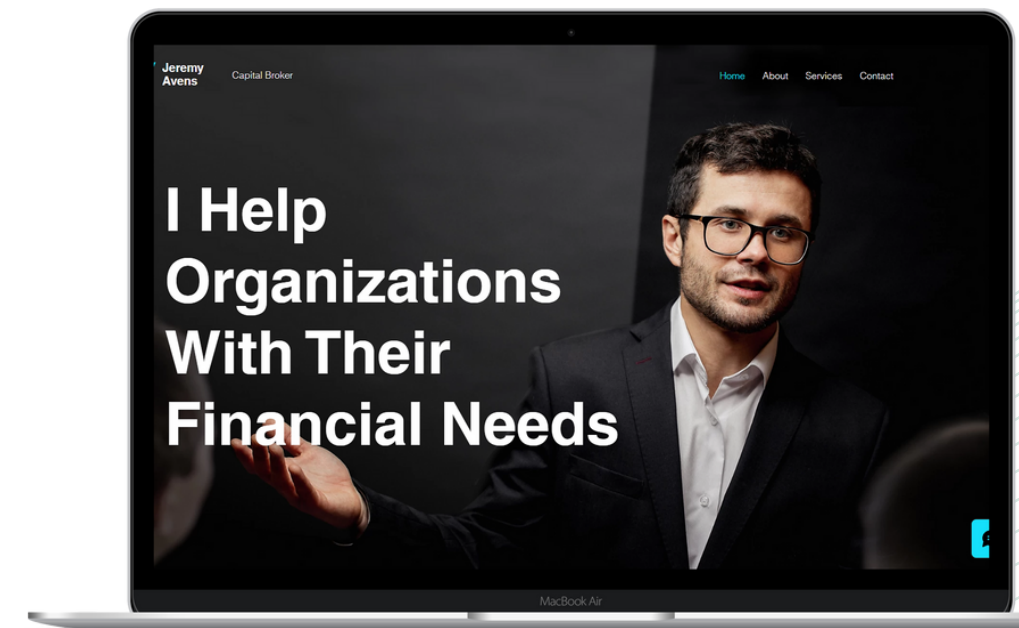 Jeremy
Avens
Capital Broker
Home About Services Contact
I Help
Organizations
With Their
Financial Needs
MacBook Air